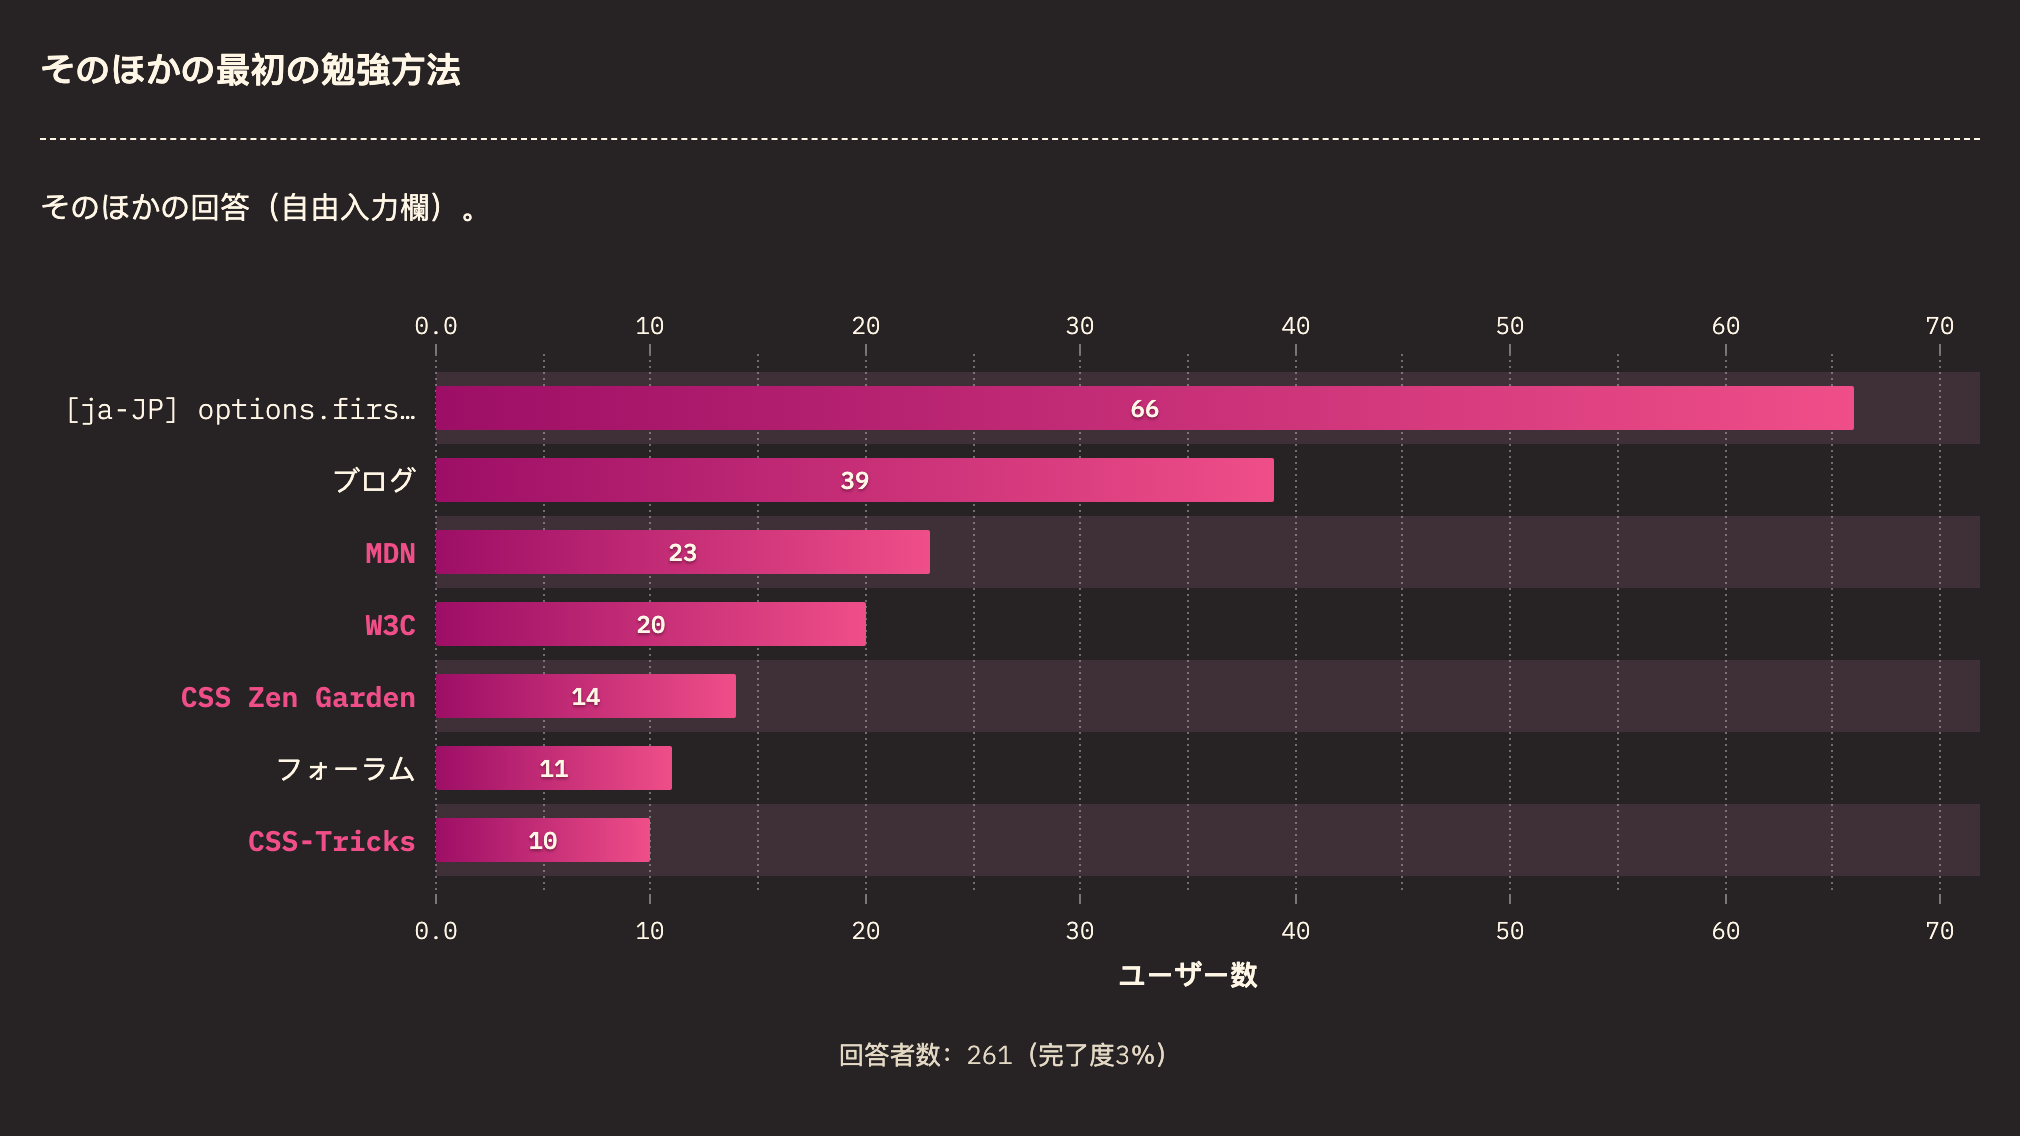 そのほかの最初の勉強方法
そのほかの回答（自由入力欄）。
0.0 10 20 30 40 50 60 70
[ja-JP] options.firs… 66
ブログ 39
MDN 23
W3C 20
CSS Zen Garden 14
フォーラム 11
CSS-Tricks 10
0.0 10 20 30 40 50 60 70
ユーザー数
回答者数：261（完了度3%）